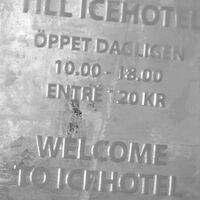 TILL ICEHOTEL
ÖPPET DAGLIGEN
10.00 - 18.00
ENTRÉ 120 KR
WELCOME
TO ICEHOTEL